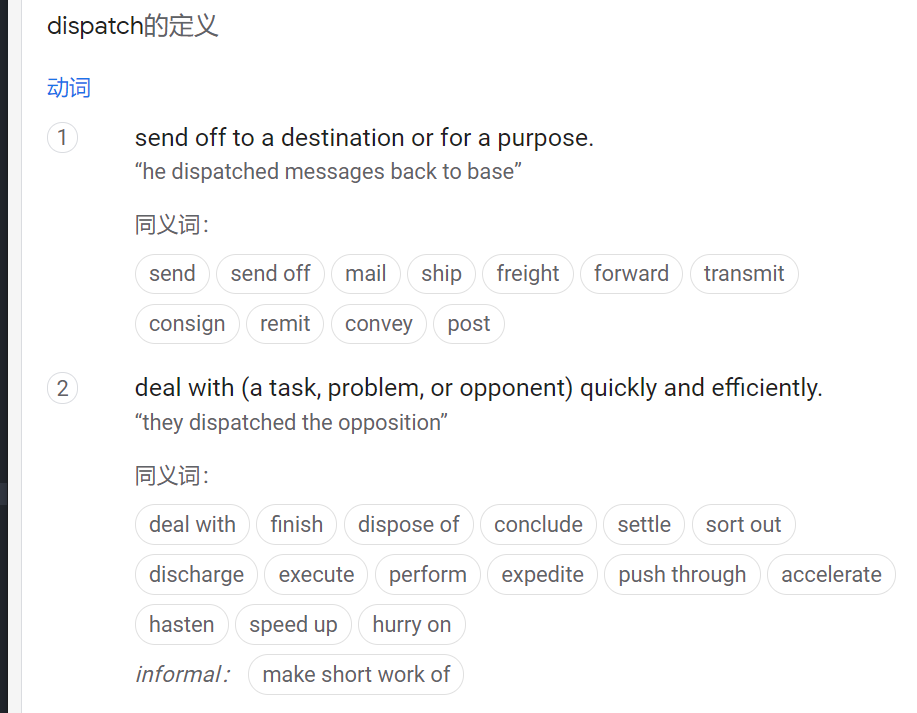 dispatch的定义
动词
1 send off to a destination or for a purpose.
“he dispatched messages back to base”
同义词：
send send off mail ship freight forward transmit
consign remit convey post
2 deal with (a task, problem, or opponent) quickly and efficiently.
“they dispatched the opposition”
同义词：
deal with finish dispose of conclude settle sort out
discharge execute perform expedite push through accelerate
hasten speed up hurry on
informal： make short work of